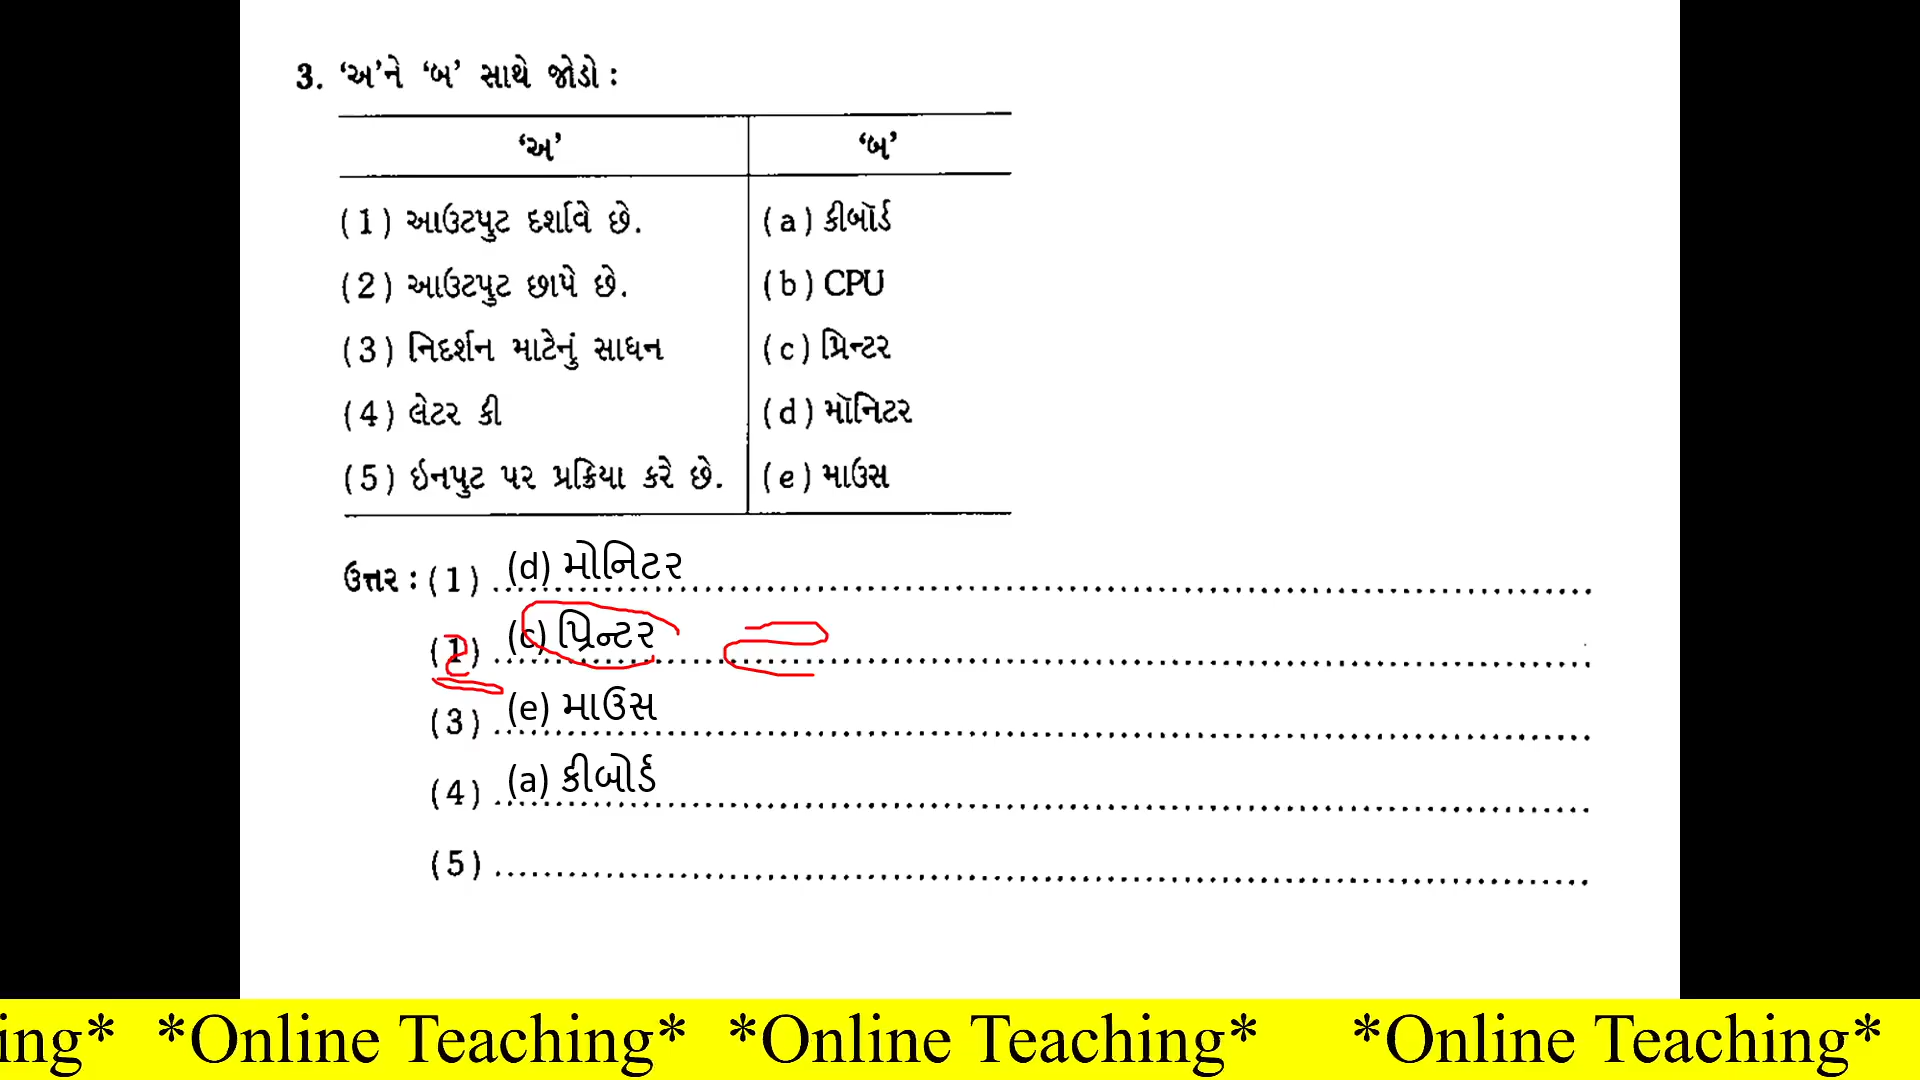 3. ‘અ’ને ‘બ’ સાથે જોડો :
‘અ’ ‘બ’
(1) આઉટપુટ દર્શાવે છે. (a) કીબૉર્ડ
(2) આઉટપુટ છાપે છે. (b) CPU
(3) નિદર્શન માટેનું સાધન (c) પ્રિન્ટર
(4) લેટર કી (d) મૉનિટર
(5) ઇનપુટ પર પ્રક્રિયા કરે છે. (e) માઉસ
ઉત્તર : (1) (d) મોનિટર
(2) (c) પ્રિન્ટર
(3) (e) માઉસ
(4) (a) કીબોર્ડ
(5)
ing* *Online Teaching* *Online Teaching* *Online Teaching*